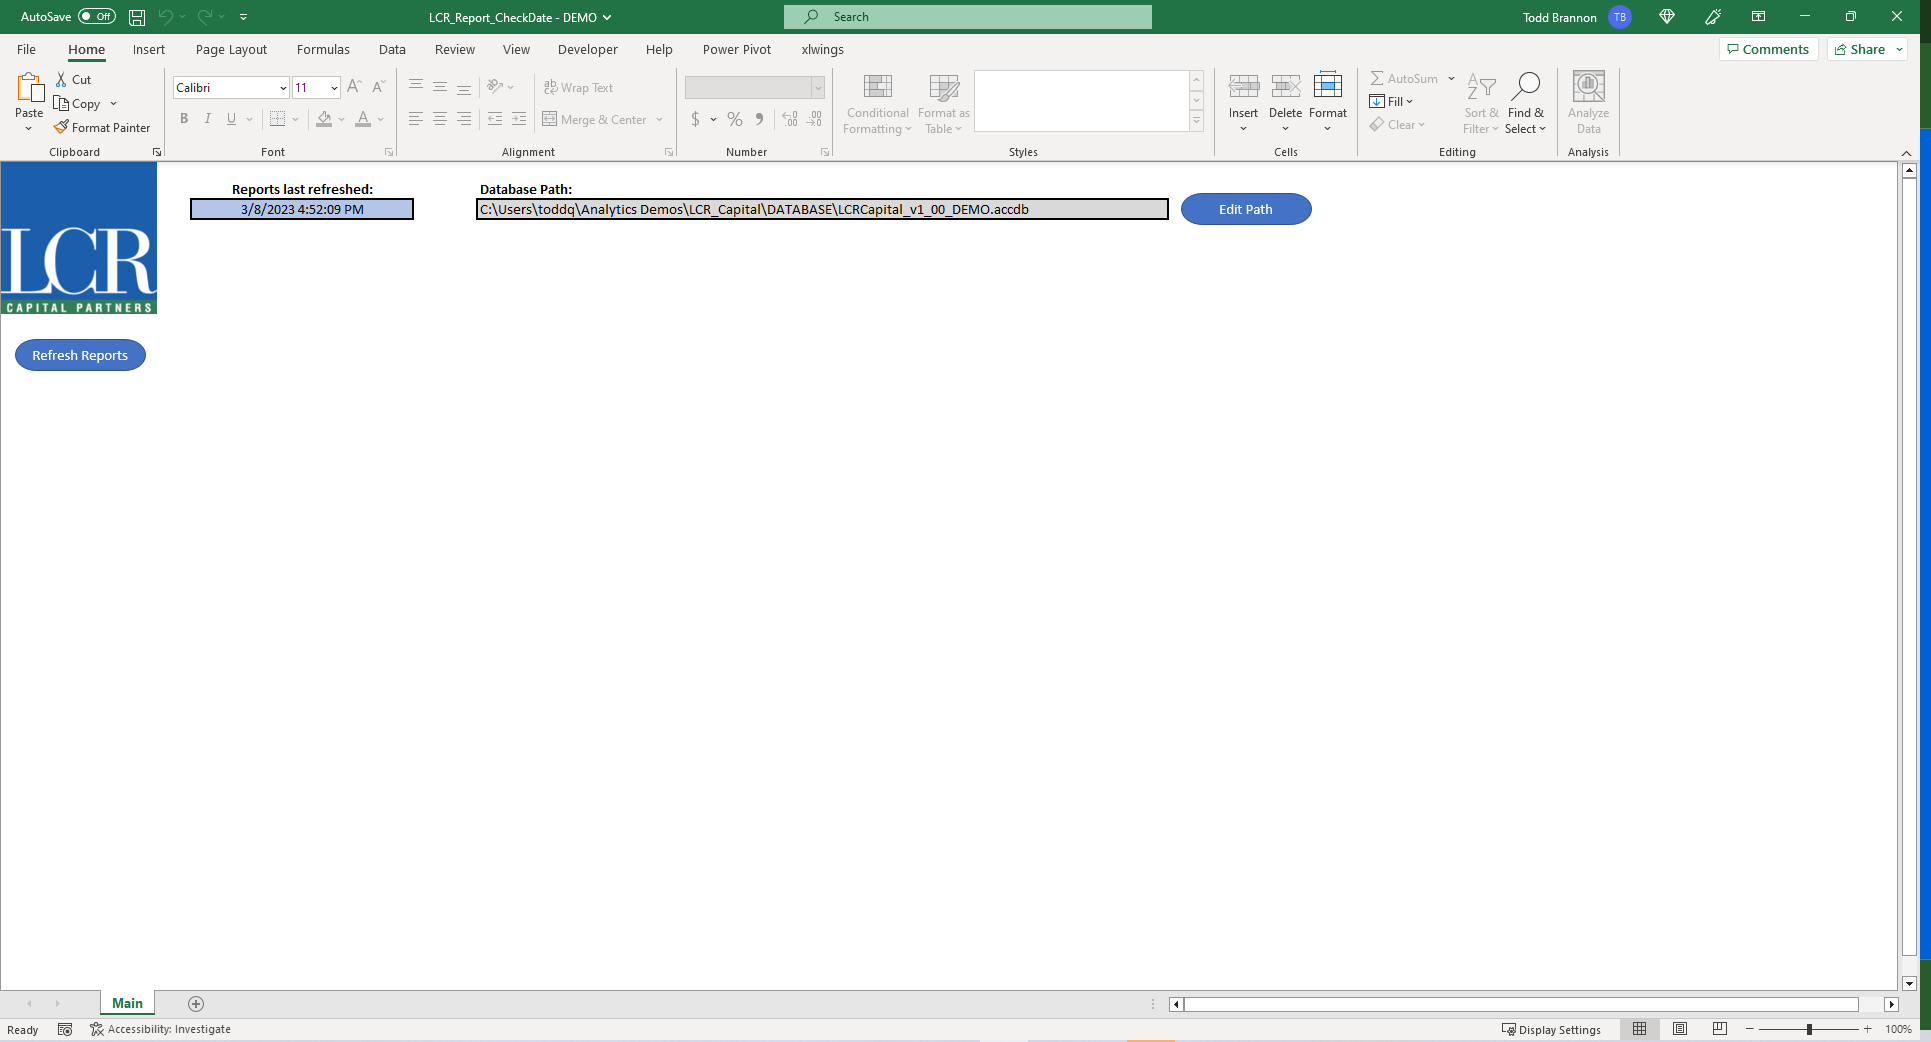 AutoSave Off
LCR_Report_CheckDate - DEMO
Search
Todd Brannon TB
File Home Insert Page Layout Formulas Data Review View Developer Help Power Pivot xlwings
Comments Share
Paste
Cut
Copy
Format Painter
Clipboard
Calibri 11 A A
B I U A
Font
ab Wrap Text
Merge & Center
Alignment
$ % 9 .00 .00
Number
Conditional
Formatting
Format as
Table
Styles
Insert Delete Format
Cells
AutoSum
Fill
Clear
Sort &
Filter
Find &
Select
Editing
Analyze
Data
Analysis
LCR
CAPITAL PARTNERS
Reports last refreshed:
3/8/2023 4:52:09 PM
Database Path:
C:\Users\toddq\Analytics Demos\LCR_Capital\DATABASE\LCRCapital_v1_00_DEMO.accdb
Edit Path
Refresh Reports
Main
Ready
Accessibility: Investigate
Display Settings
100%